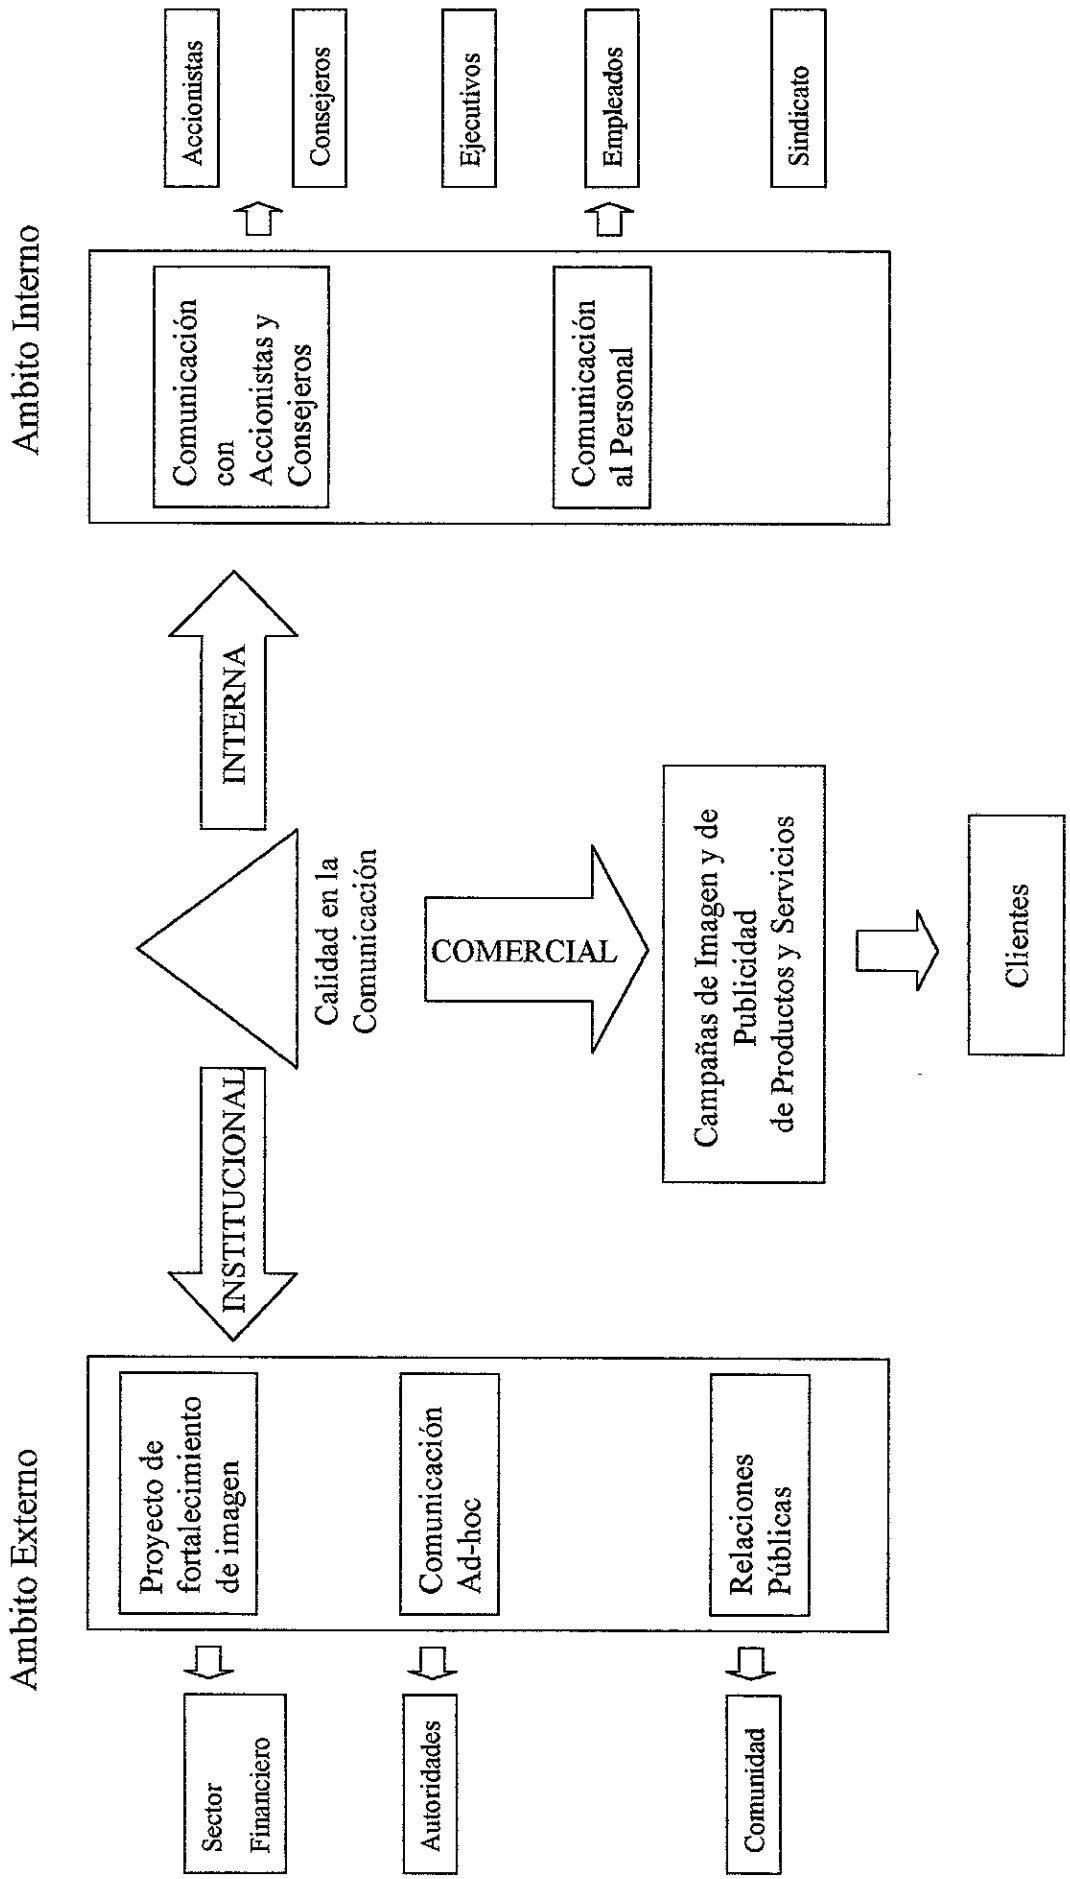 Ambito Externo
Ambito Interno
Sector
Financiero
Autoridades
Comunidad
Proyecto de
fortalecimiento
de imagen
Comunicación
Ad-hoc
Relaciones
Públicas
INSTITUCIONAL
Calidad en la
Comunicación
INTERNA
COMERCIAL
Campañas de Imagen y de
Publicidad
de Productos y Servicios
Clientes
Comunicación
con
Accionistas y
Consejeros
Comunicación
al Personal
Accionistas
Consejeros
Ejecutivos
Empleados
Sindicato